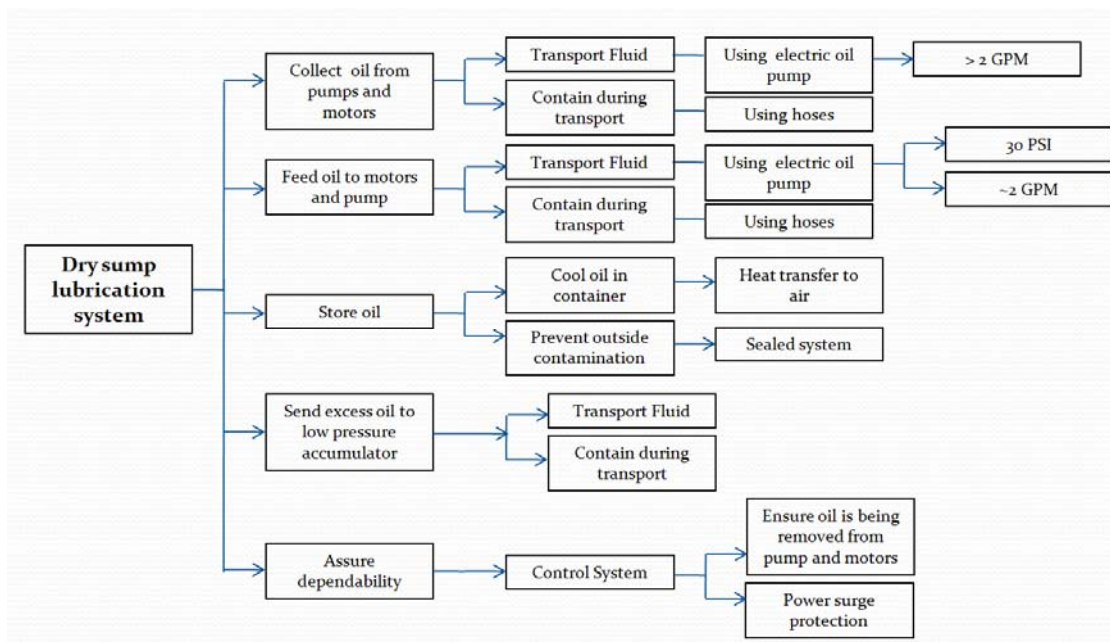 Dry sump
lubrication
system
Collect oil from
pumps and
motors
Transport Fluid
Using electric oil
pump
> 2 GPM
Contain during
transport
Using hoses
Feed oil to motors
and pump
Transport Fluid
Using electric oil
pump
30 PSI
~2 GPM
Contain during
transport
Using hoses
Store oil
Cool oil in
container
Heat transfer to
air
Prevent outside
contamination
Sealed system
Send excess oil to
low pressure
accumulator
Transport Fluid
Contain during
transport
Assure
dependability
Control System
Ensure oil is being
removed from
pump and motors
Power surge
protection